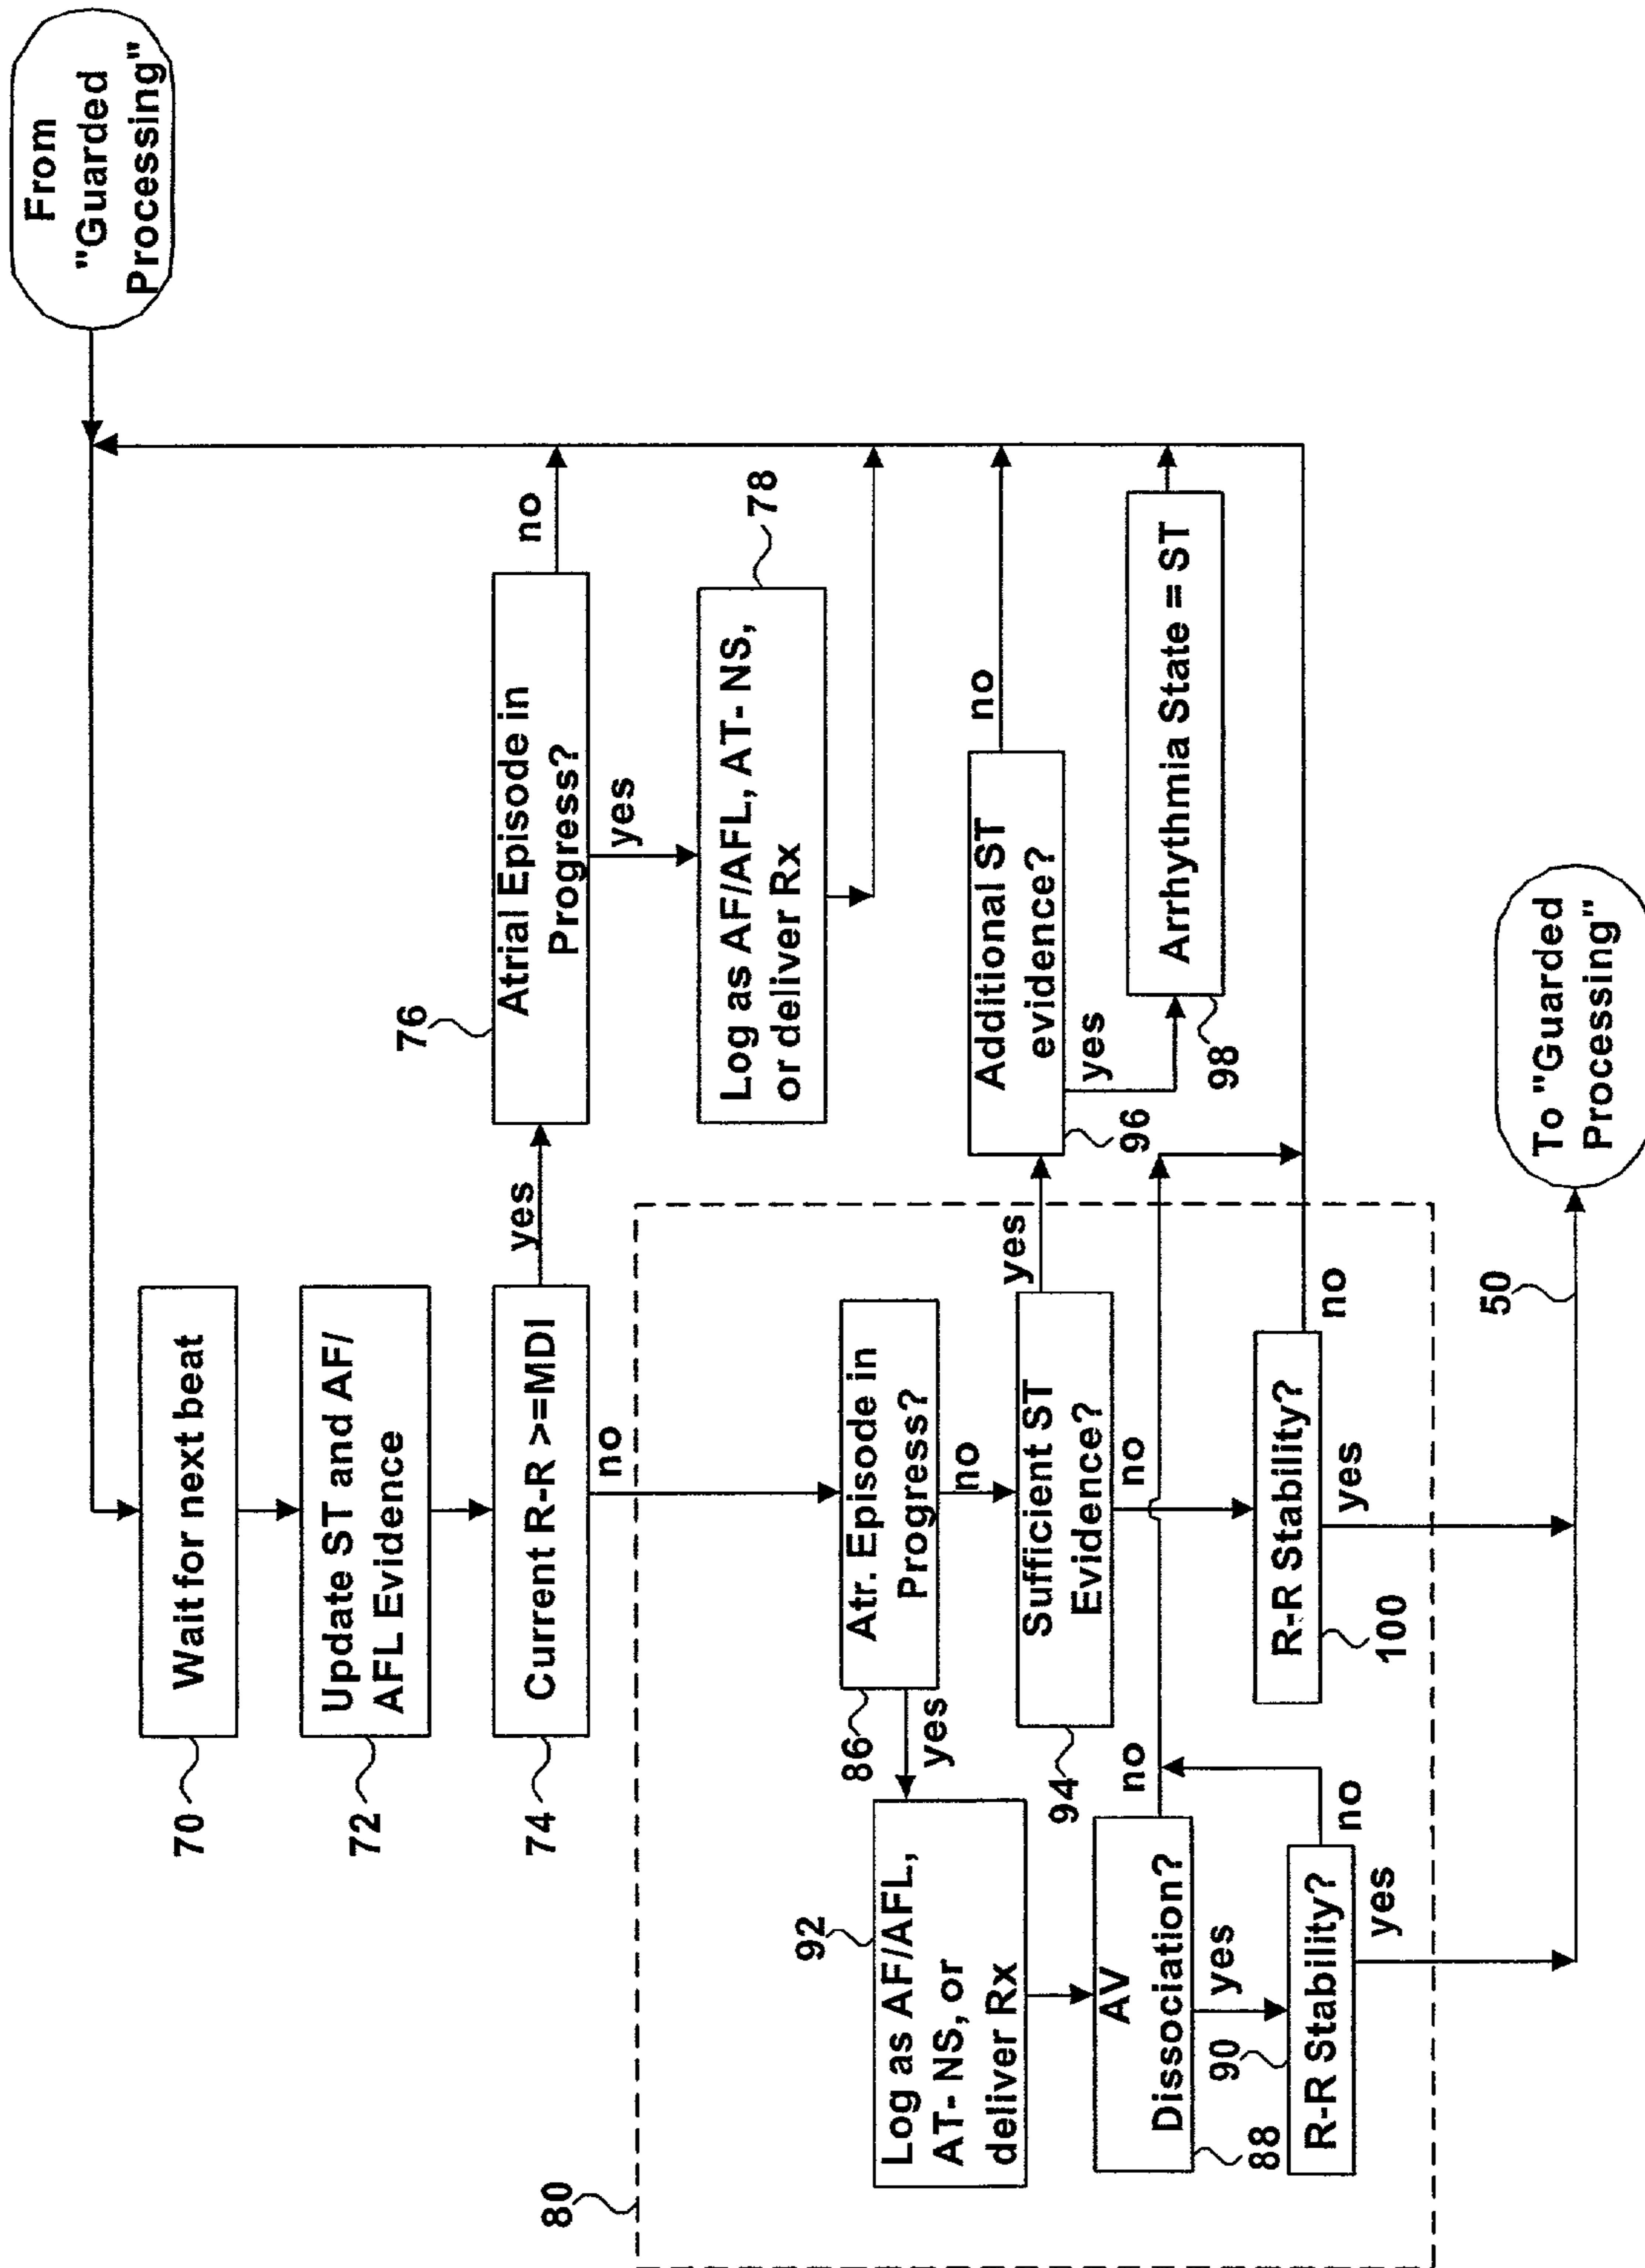 From
"Guarded
Processing"
Wait for next beat
70
Update ST and AF/
AFL Evidence
72
Current R-R >=MDI
74
yes
no
Atrial Episode in
Progress?
76
no
yes
Log as AF/AFL, AT-NS,
or deliver Rx
78
80
Atr. Episode in
Progress?
86
yes
no
Log as AF/AFL,
AT-NS, or
deliver Rx
92
Sufficient ST
Evidence?
94
yes
no
Additional ST
evidence?
96
no
yes
Arrhythmia State = ST
98
AV
Dissociation?
88
no
yes
R-R Stability?
90
no
yes
R-R Stability?
100
no
yes
50
To "Guarded
Processing"